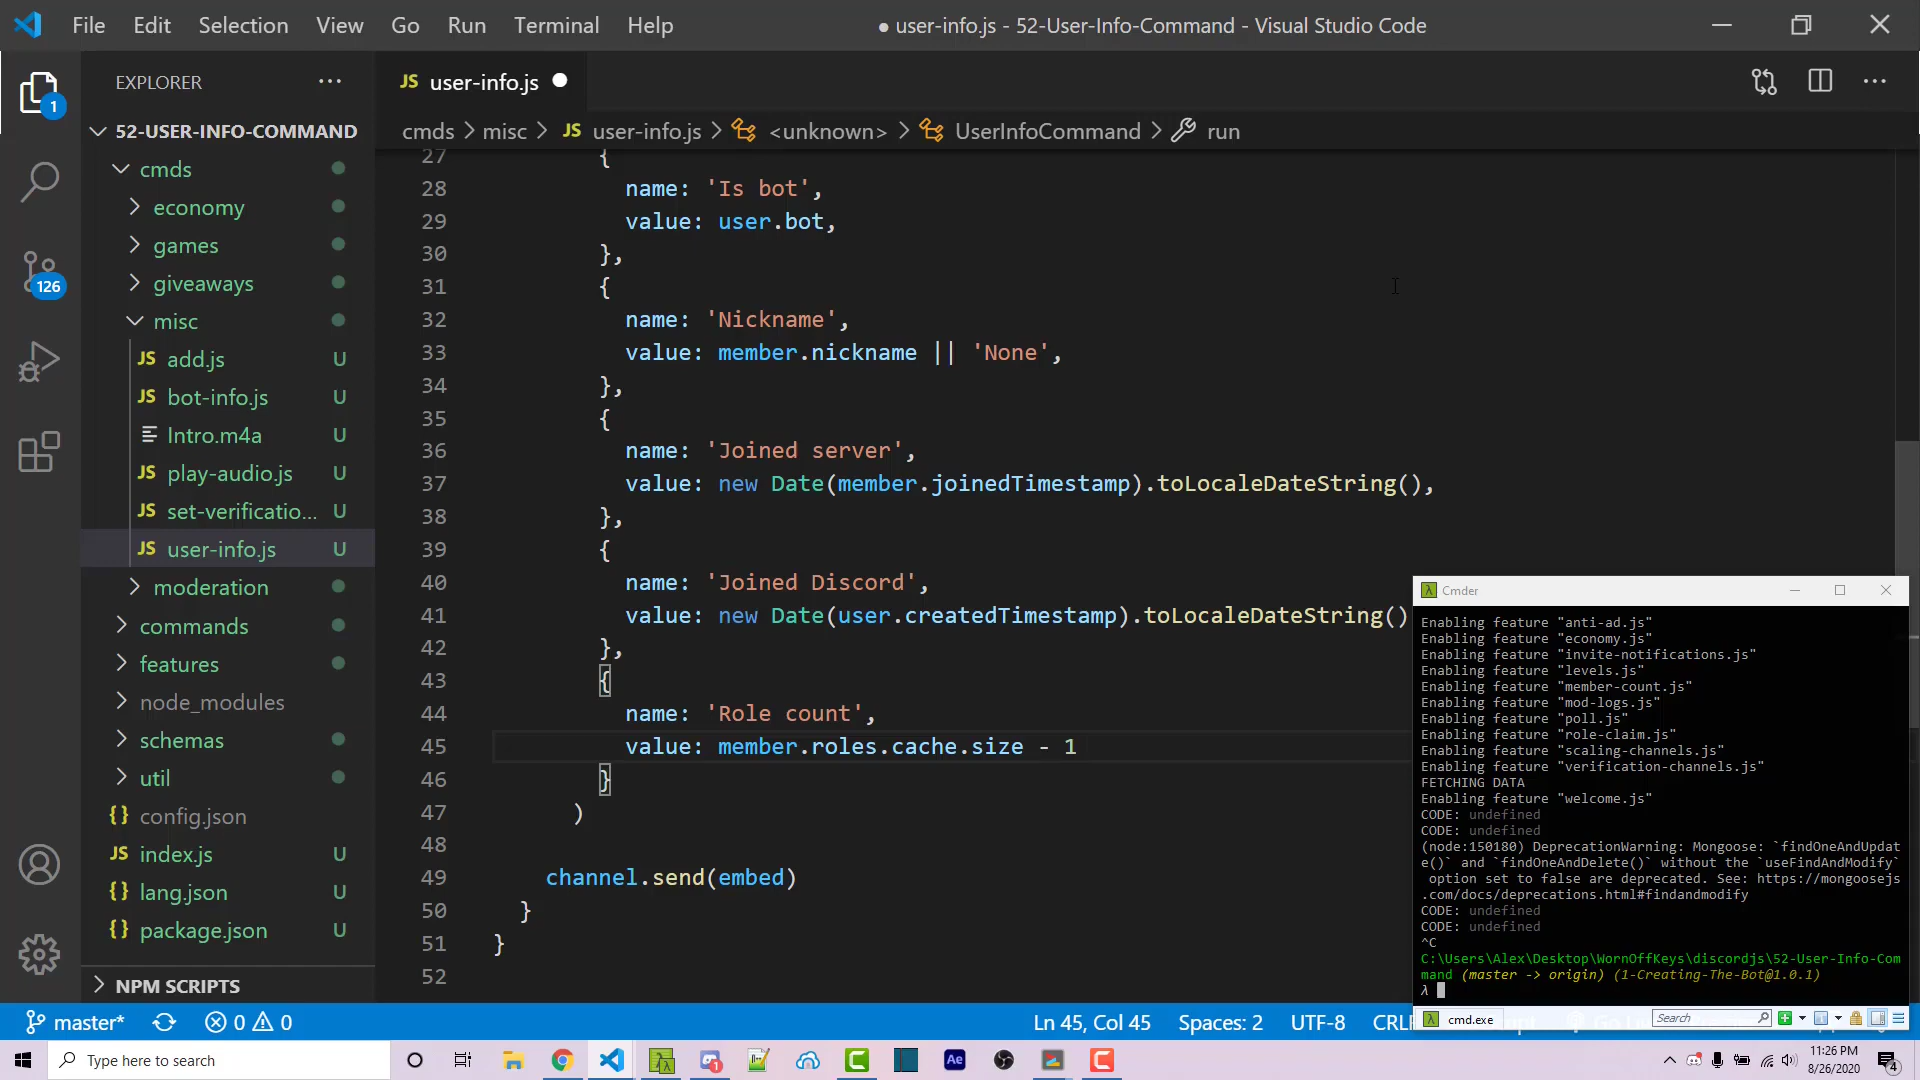 File Edit Selection View Go Run Terminal Help
● user-info.js - 52-User-Info-Command - Visual Studio Code
EXPLORER
JS user-info.js
1
52-USER-INFO-COMMAND
cmds > misc > JS user-info.js > <unknown> > UserInfoCommand > run
cmds
economy
games
giveaways
126
misc
JS add.js U
JS bot-info.js U
Intro.m4a U
JS play-audio.js U
JS set-verificatio... U
JS user-info.js U
moderation
commands
features
node_modules
schemas
util
{} config.json
JS index.js U
{} lang.json U
{} package.json U
NPM SCRIPTS
27 {
28 name: 'Is bot',
29 value: user.bot,
30 },
31 {
32 name: 'Nickname',
33 value: member.nickname || 'None',
34 },
35 {
36 name: 'Joined server',
37 value: new Date(member.joinedTimestamp).toLocaleDateString(),
38 },
39 {
40 name: 'Joined Discord',
41 value: new Date(user.createdTimestamp).toLocaleDateString()
42 },
43 {
44 name: 'Role count',
45 value: member.roles.cache.size - 1
46 }
47 )
48
49 channel.send(embed)
50 }
51 }
52
Cmder
Enabling feature "anti-ad.js"
Enabling feature "economy.js"
Enabling feature "invite-notifications.js"
Enabling feature "levels.js"
Enabling feature "member-count.js"
Enabling feature "mod-logs.js"
Enabling feature "poll.js"
Enabling feature "role-claim.js"
Enabling feature "scaling-channels.js"
Enabling feature "verification-channels.js"
FETCHING DATA
Enabling feature "welcome.js"
CODE: undefined
CODE: undefined
(node:150180) DeprecationWarning: Mongoose: `findOneAndUpdat
e()` and `findOneAndDelete()` without the `useFindAndModify`
option set to false are deprecated. See: https://mongoosejs
.com/docs/deprecations.html#findandmodify
CODE: undefined
CODE: undefined
^C
C:\Users\Alex\Desktop\WornOffKeys\discordjs\52-User-Info-Com
mand (master -> origin) (1-Creating-The-Bot@1.0.1)
λ
cmd.exe
Search
master* 0 0
Ln 45, Col 45 Spaces: 2 UTF-8 CRLF
Type here to search
11:26 PM
8/26/2020
4